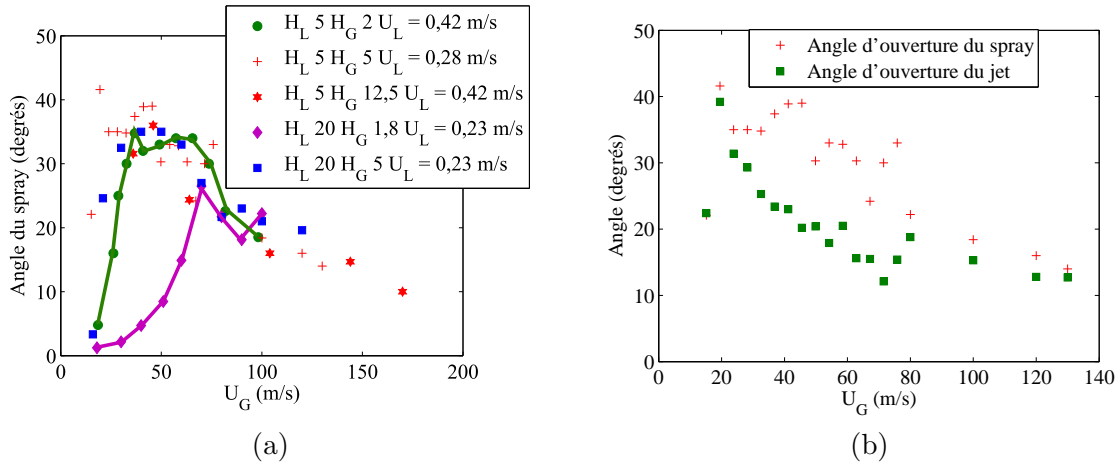 H_L 5 H_G 2 U_L = 0,42 m/s
H_L 5 H_G 5 U_L = 0,28 m/s
H_L 5 H_G 12,5 U_L = 0,42 m/s
H_L 20 H_G 1,8 U_L = 0,23 m/s
H_L 20 H_G 5 U_L = 0,23 m/s
Angle du spray (degrés)
50
40
30
20
10
0
0 50 100 150 200
U_G (m/s)
(a)
Angle d'ouverture du spray
Angle d'ouverture du jet
Angle (degrés)
50
40
30
20
10
0
0 20 40 60 80 100 120 140
U_G (m/s)
(b)